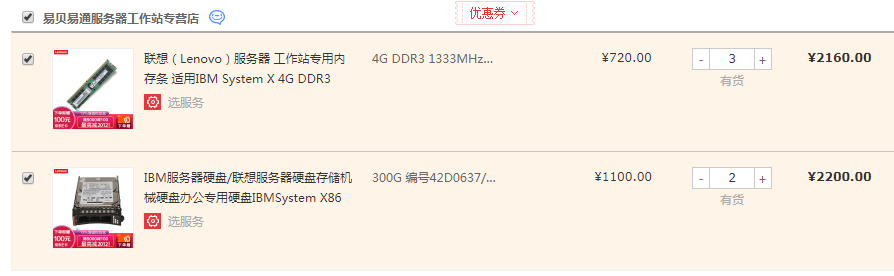 易贝易通服务器工作站专营店
优惠券
联想（Lenovo）服务器 工作站专用内
存条 适用IBM System X 4G DDR3
选服务
4G DDR3 1333MHz...
¥720.00
- 3 +
有货
¥2160.00
IBM服务器硬盘/联想服务器硬盘存储机
械硬盘办公专用硬盘IBMSystem X86
选服务
300G 编号42D0637/...
¥1100.00
- 2 +
有货
¥2200.00